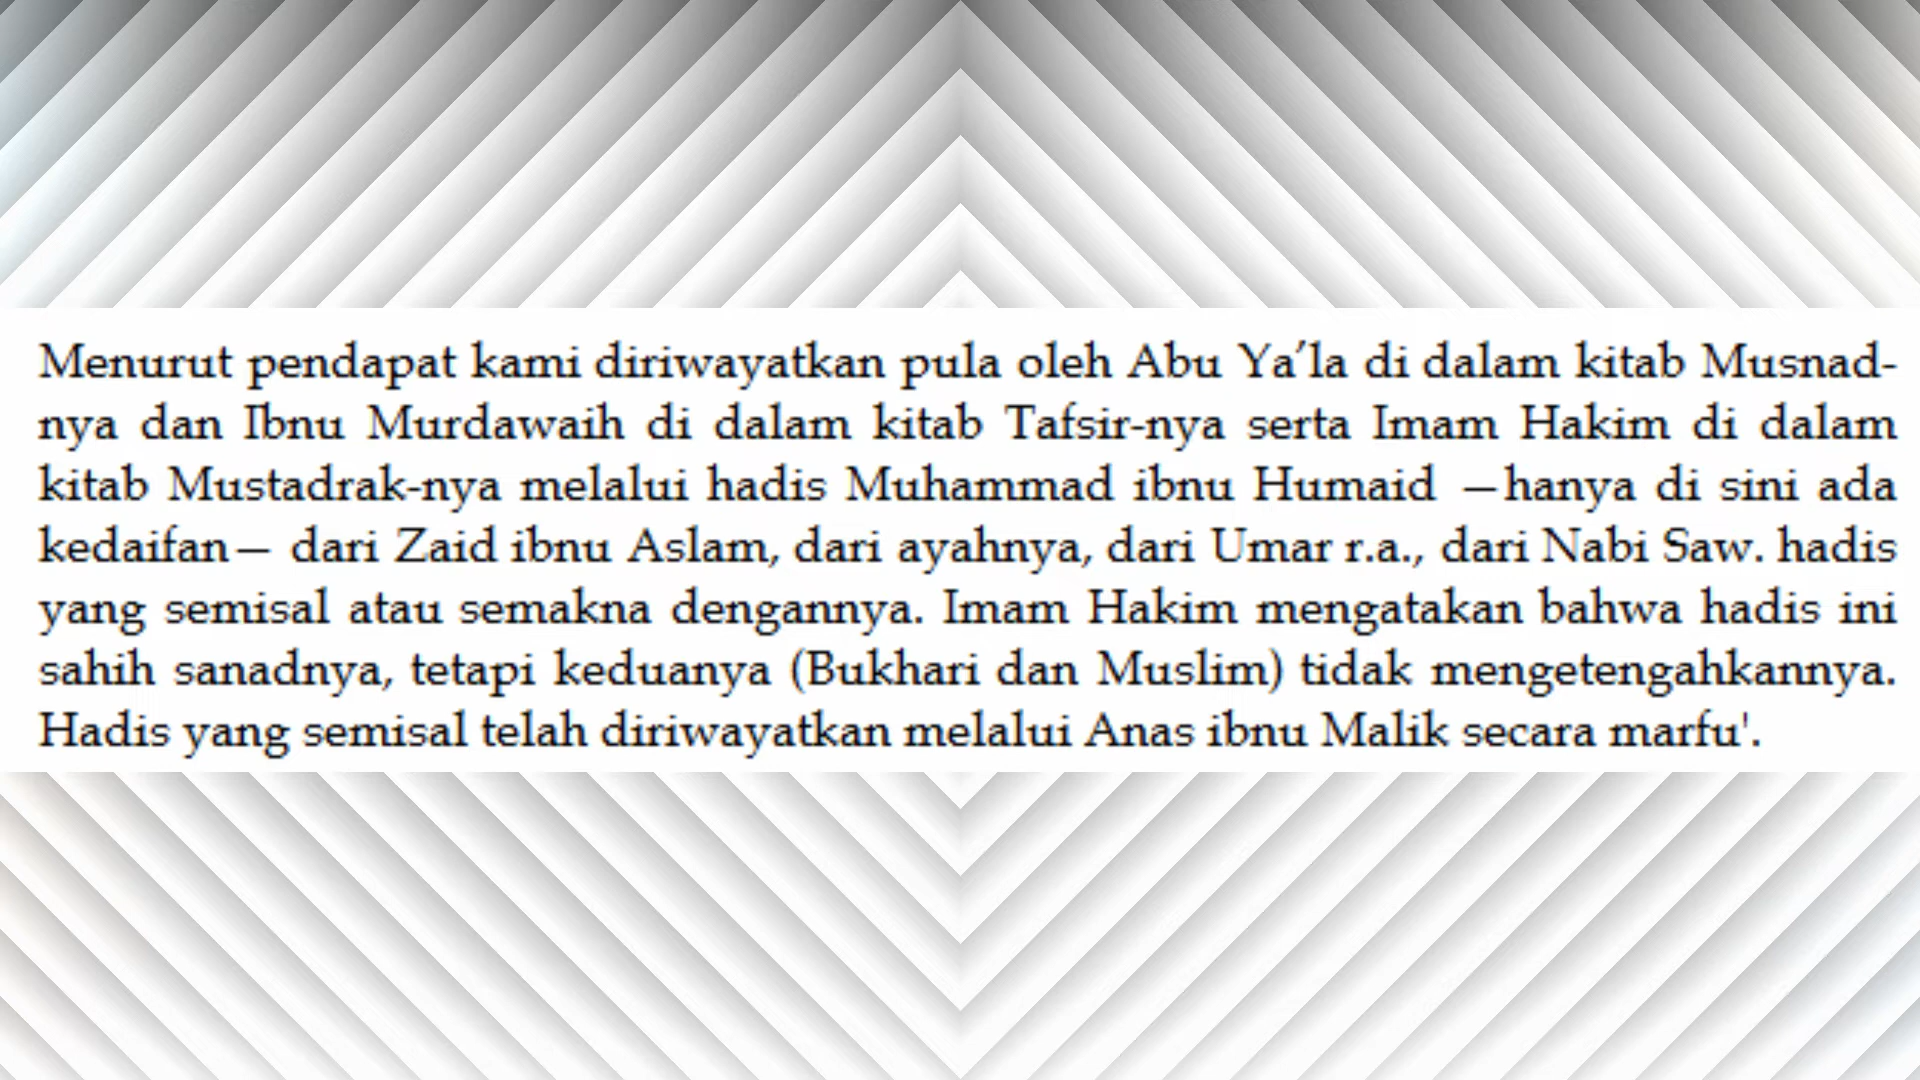 Menurut pendapat kami diriwayatkan pula oleh Abu Ya’la di dalam kitab Musnad-
nya dan Ibnu Murdawaih di dalam kitab Tafsir-nya serta Imam Hakim di dalam
kitab Mustadrak-nya melalui hadis Muhammad ibnu Humaid —hanya di sini ada
kedaifan— dari Zaid ibnu Aslam, dari ayahnya, dari Umar r.a., dari Nabi Saw. hadis
yang semisal atau semakna dengannya. Imam Hakim mengatakan bahwa hadis ini
sahih sanadnya, tetapi keduanya (Bukhari dan Muslim) tidak mengetengahkannya.
Hadis yang semisal telah diriwayatkan melalui Anas ibnu Malik secara marfu'.